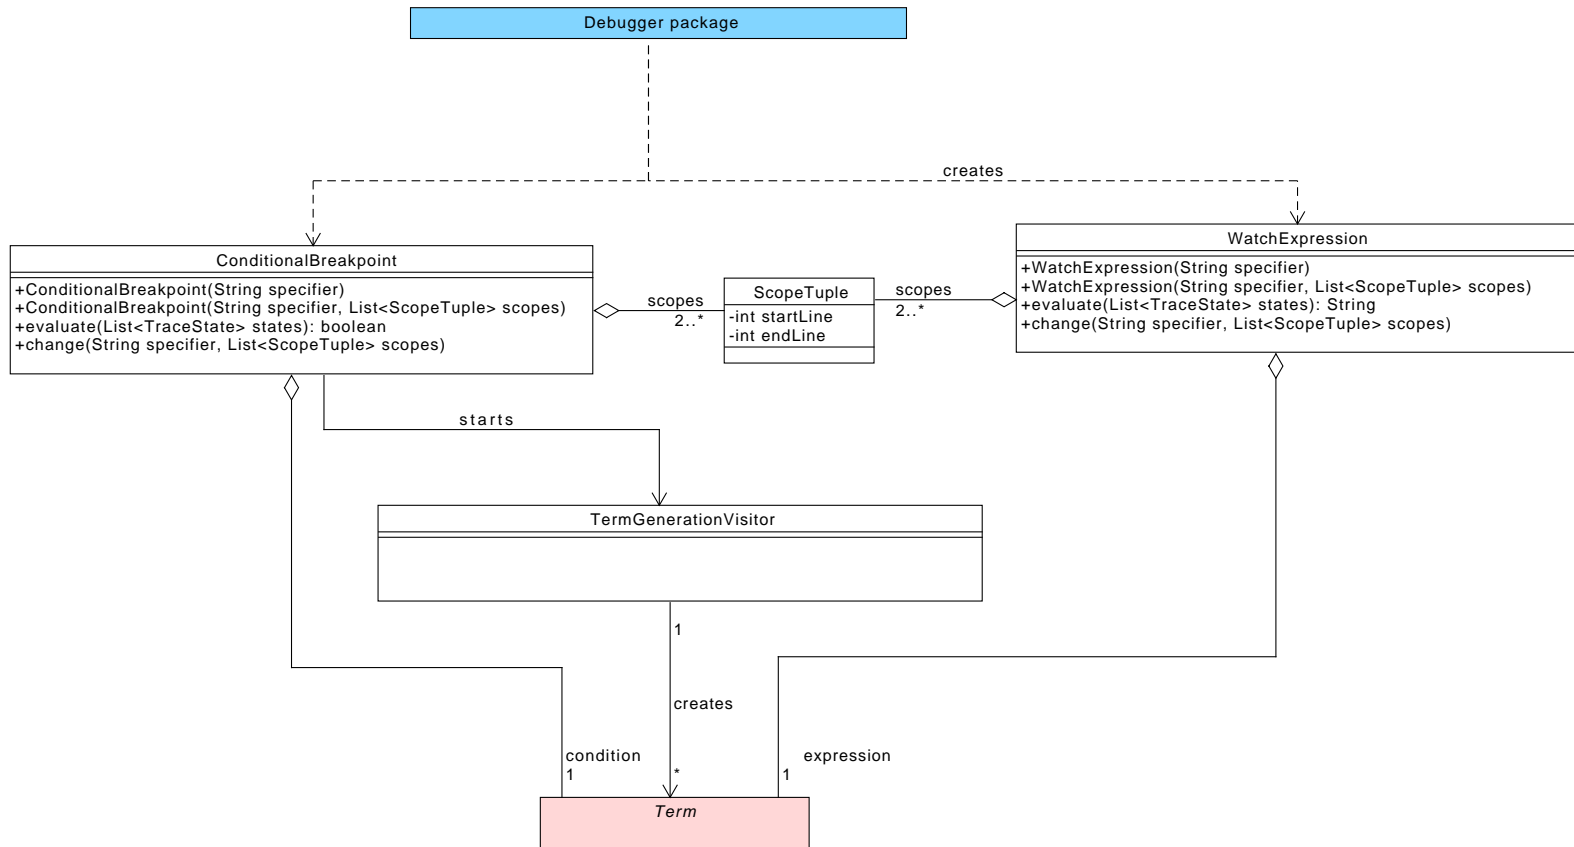 Debugger package
creates
ConditionalBreakpoint
+ConditionalBreakpoint(String specifier)
+ConditionalBreakpoint(String specifier, List<ScopeTuple> scopes)
+evaluate(List<TraceState> states): boolean
+change(String specifier, List<ScopeTuple> scopes)
scopes
2..*
ScopeTuple
-int startLine
-int endLine
scopes
2..*
WatchExpression
+WatchExpression(String specifier)
+WatchExpression(String specifier, List<ScopeTuple> scopes)
+evaluate(List<TraceState> states): String
+change(String specifier, List<ScopeTuple> scopes)
starts
TermGenerationVisitor
1
creates
*
condition
1
expression
1
Term